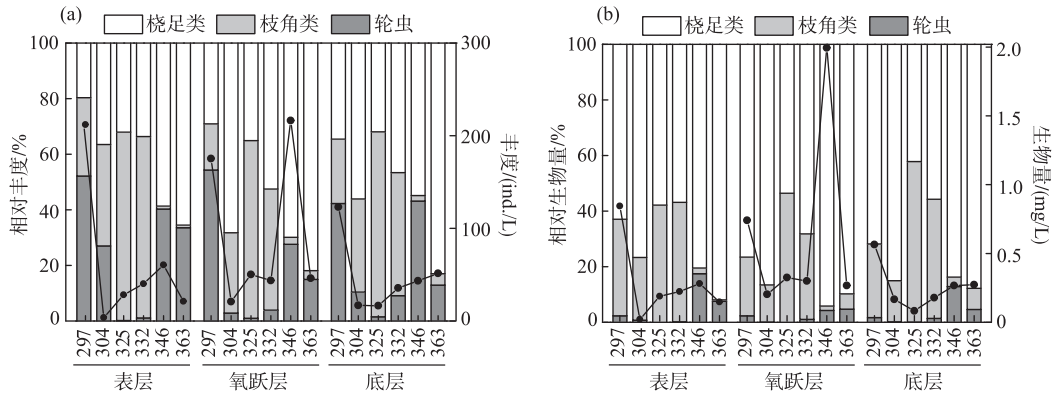 (a) 桡足类 枝角类 轮虫
100 80 60 40 20 0
相对丰度/%
300 200 100 0
丰度/(ind./L)
297 304 325 332 346 363 297 304 325 332 346 363 297 304 325 332 346 363
表层 氧跃层 底层
(b) 桡足类 枝角类 轮虫
100 80 60 40 20 0
相对生物量/%
2.0 1.5 1.0 0.5 0
生物量/(mg/L)
297 304 325 332 346 363 297 304 325 332 346 363 297 304 325 332 346 363
表层 氧跃层 底层